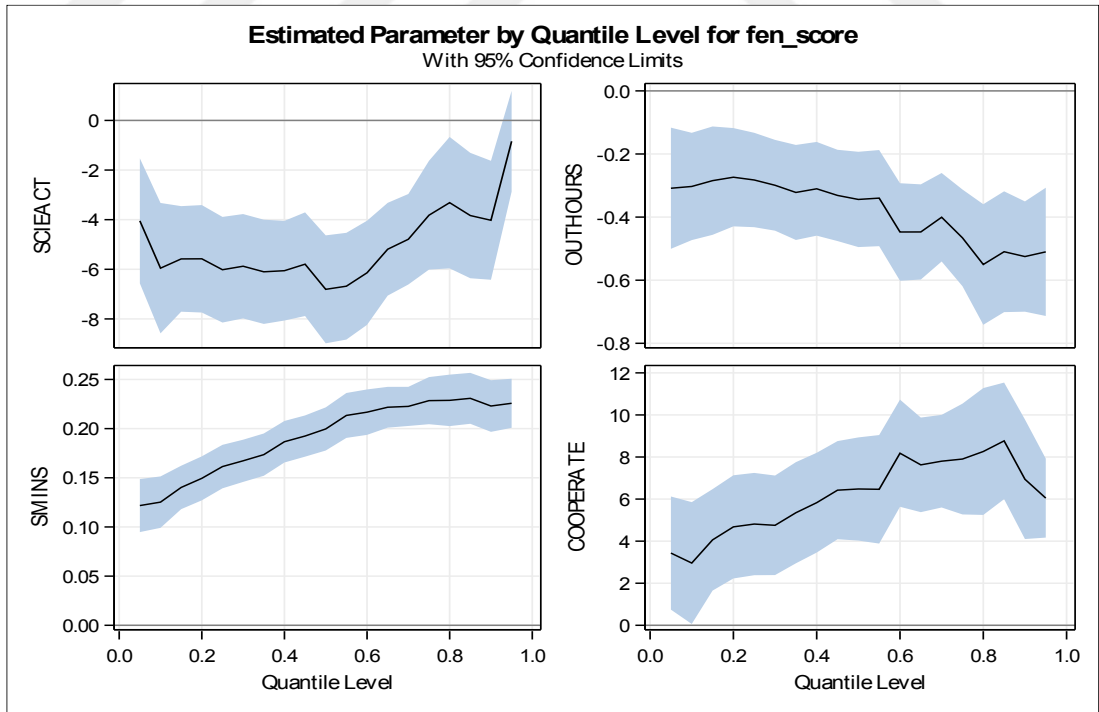 Estimated Parameter by Quantile Level for fen_score
With 95% Confidence Limits
SCIEACT
0
-2
-4
-6
-8
OUTHOURS
0.0
-0.2
-0.4
-0.6
-0.8
SMINS
0.25
0.20
0.15
0.10
0.05
0.00
COOPERATE
12
10
8
6
4
2
0
0.0 0.2 0.4 0.6 0.8 1.0
Quantile Level
0.0 0.2 0.4 0.6 0.8 1.0
Quantile Level